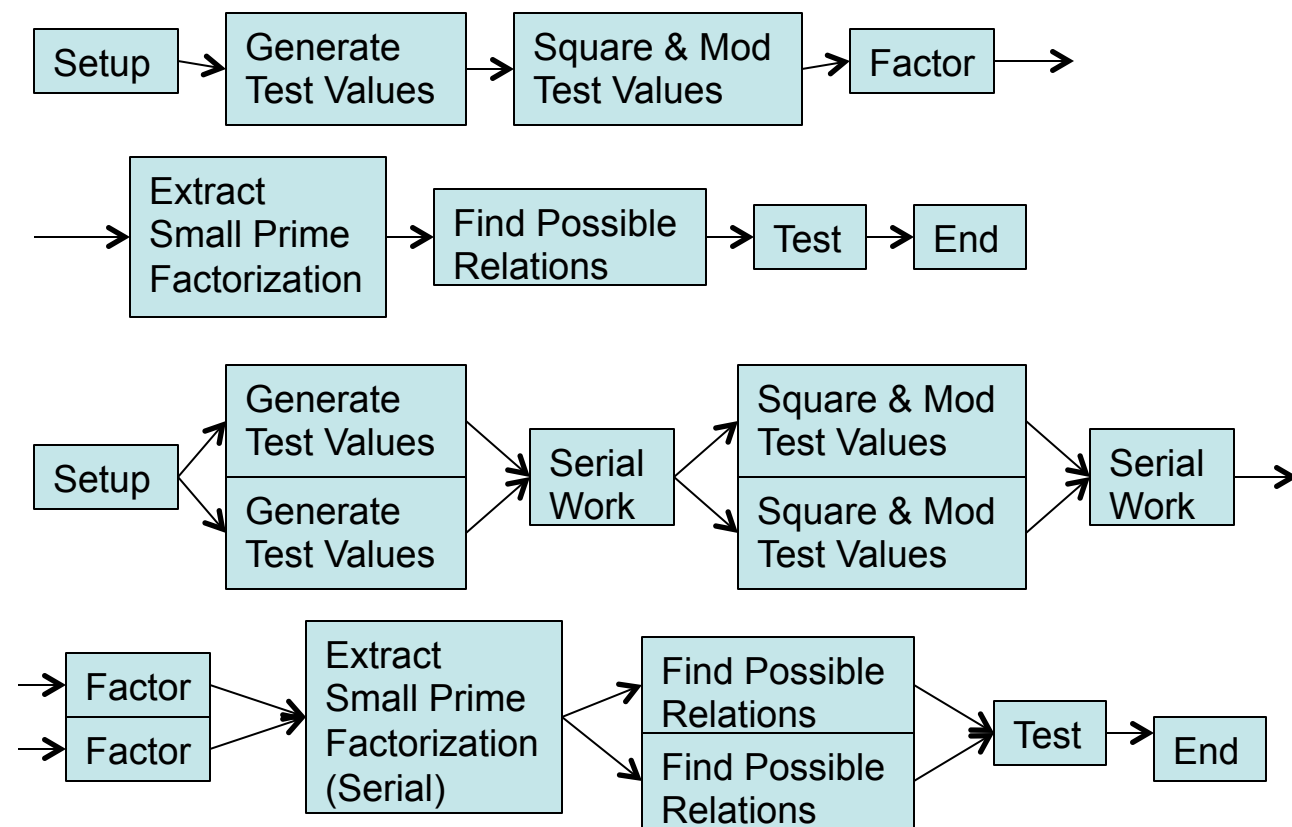 Setup
Generate
Test Values
Square & Mod
Test Values
Factor
Extract
Small Prime
Factorization
Find Possible
Relations
Test
End
Setup
Generate
Test Values
Generate
Test Values
Serial
Work
Square & Mod
Test Values
Square & Mod
Test Values
Serial
Work
Factor
Factor
Extract
Small Prime
Factorization
(Serial)
Find Possible
Relations
Find Possible
Relations
Test
End